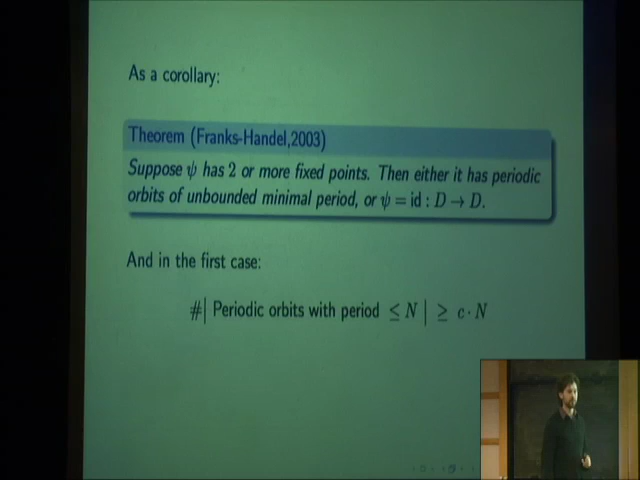 As a corollary:
Theorem (Franks-Handel,2003)
Suppose ψ has 2 or more fixed points. Then either it has periodic
orbits of unbounded minimal period, or ψ = id : D → D.
And in the first case:
#| Periodic orbits with period ≤ N | ≥ c · N